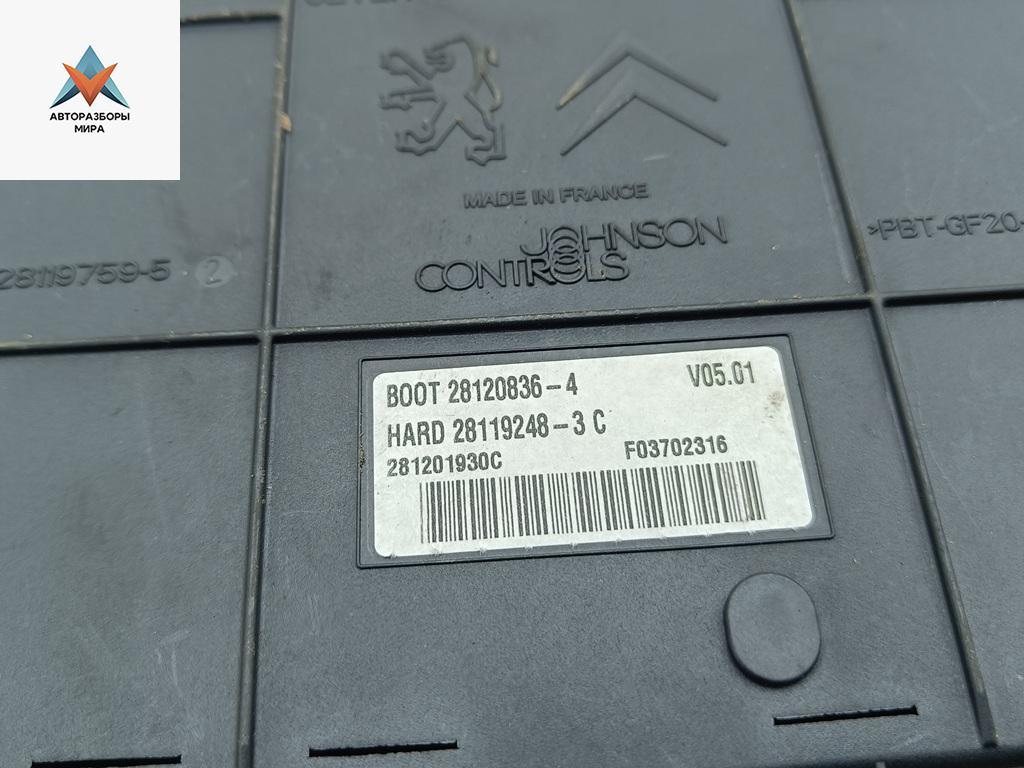 АВТОРАЗБОРЫ
МИРА
MADE IN FRANCE
JOHNSON
CONTROLS
28119759-5 2
>PBT-GF20-
BOOT 28120836-4 V05.01
HARD 28119248-3 C
281201930C F03702316